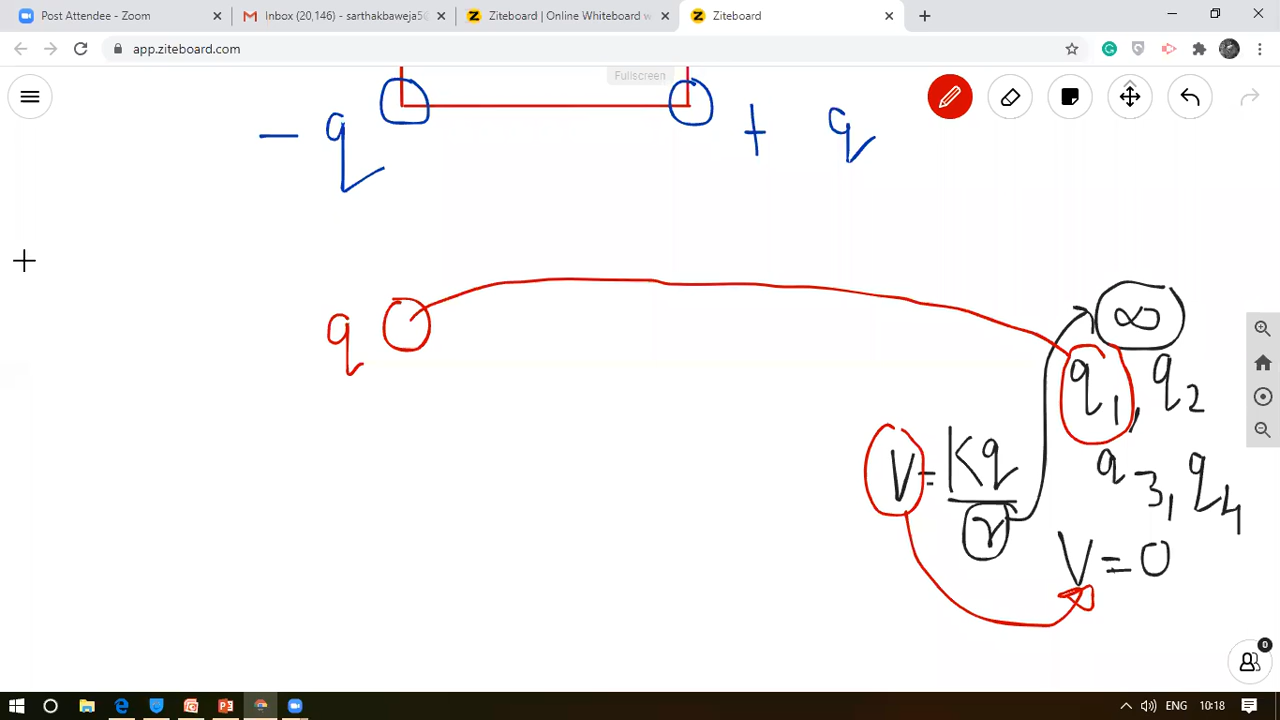 Post Attendee - Zoom
Inbox (20,146) - sarthakbaweja5
Ziteboard | Online Whiteboard w
Ziteboard
app.ziteboard.com
Fullscreen
- q
+ q
q
∞
q1, q2
q3, q4
V = Kq/r
V = 0
0
ENG 10:18